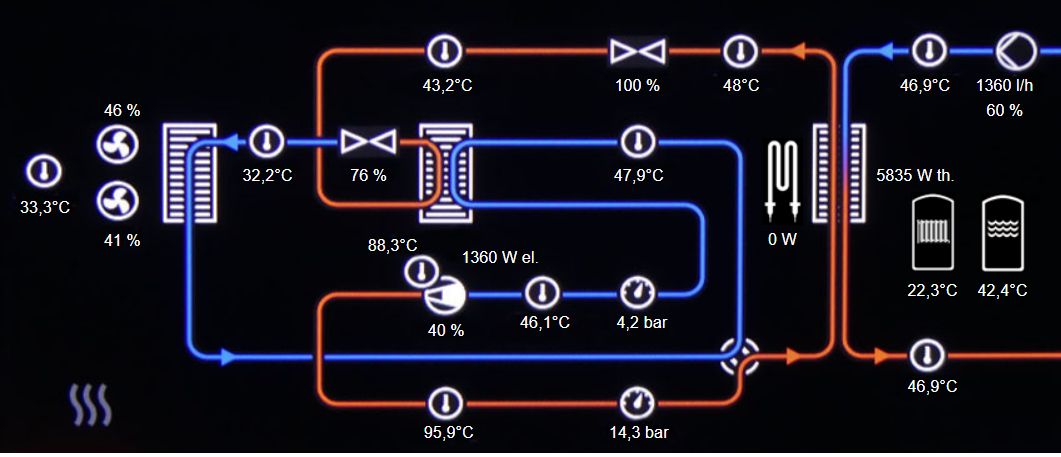 43,2°C
100 %
48°C
46,9°C
1360 l/h
60 %
46 %
33,3°C
41 %
32,2°C
76 %
47,9°C
5835 W th.
0 W
22,3°C
42,4°C
88,3°C
1360 W el.
40 %
46,1°C
4,2 bar
46,9°C
95,9°C
14,3 bar